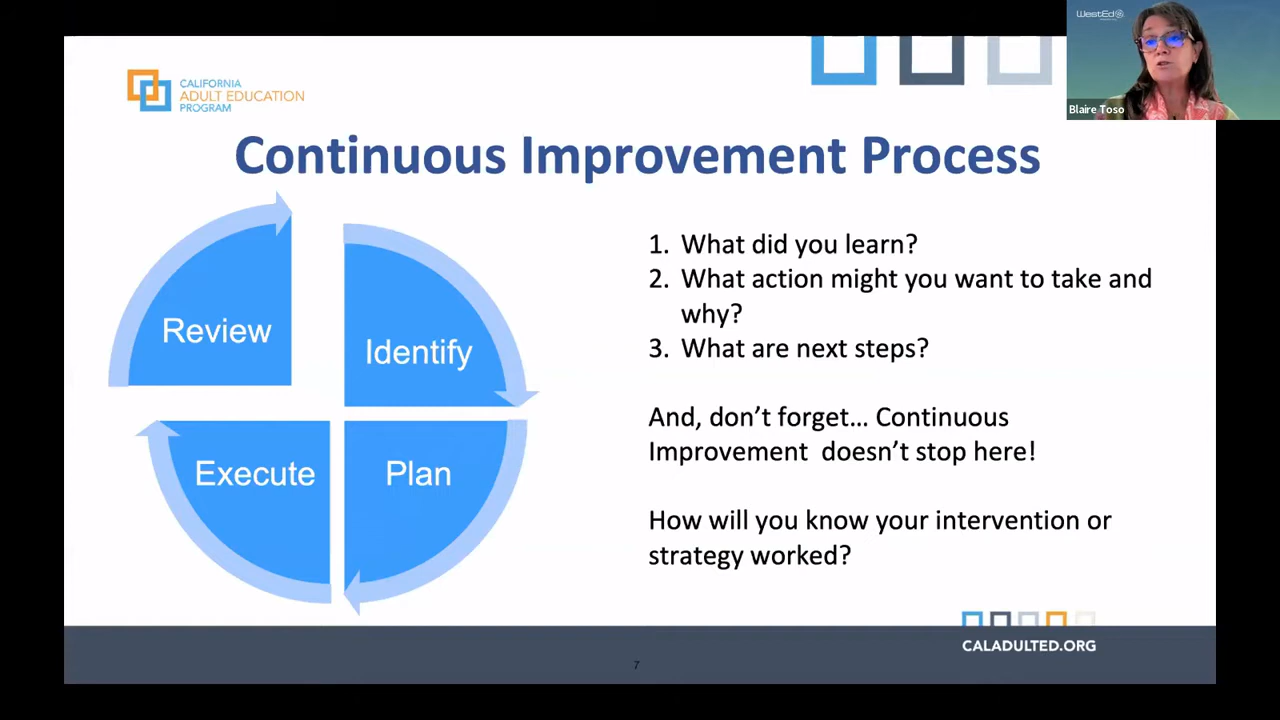 WestEd
Blaire Toso
CALIFORNIA
ADULT EDUCATION
PROGRAM
Continuous Improvement Process
Review
Identify
Execute
Plan
1. What did you learn?
2. What action might you want to take and
why?
3. What are next steps?
And, don’t forget… Continuous
Improvement  doesn’t stop here!
How will you know your intervention or
strategy worked?
CALADULTED.ORG
7